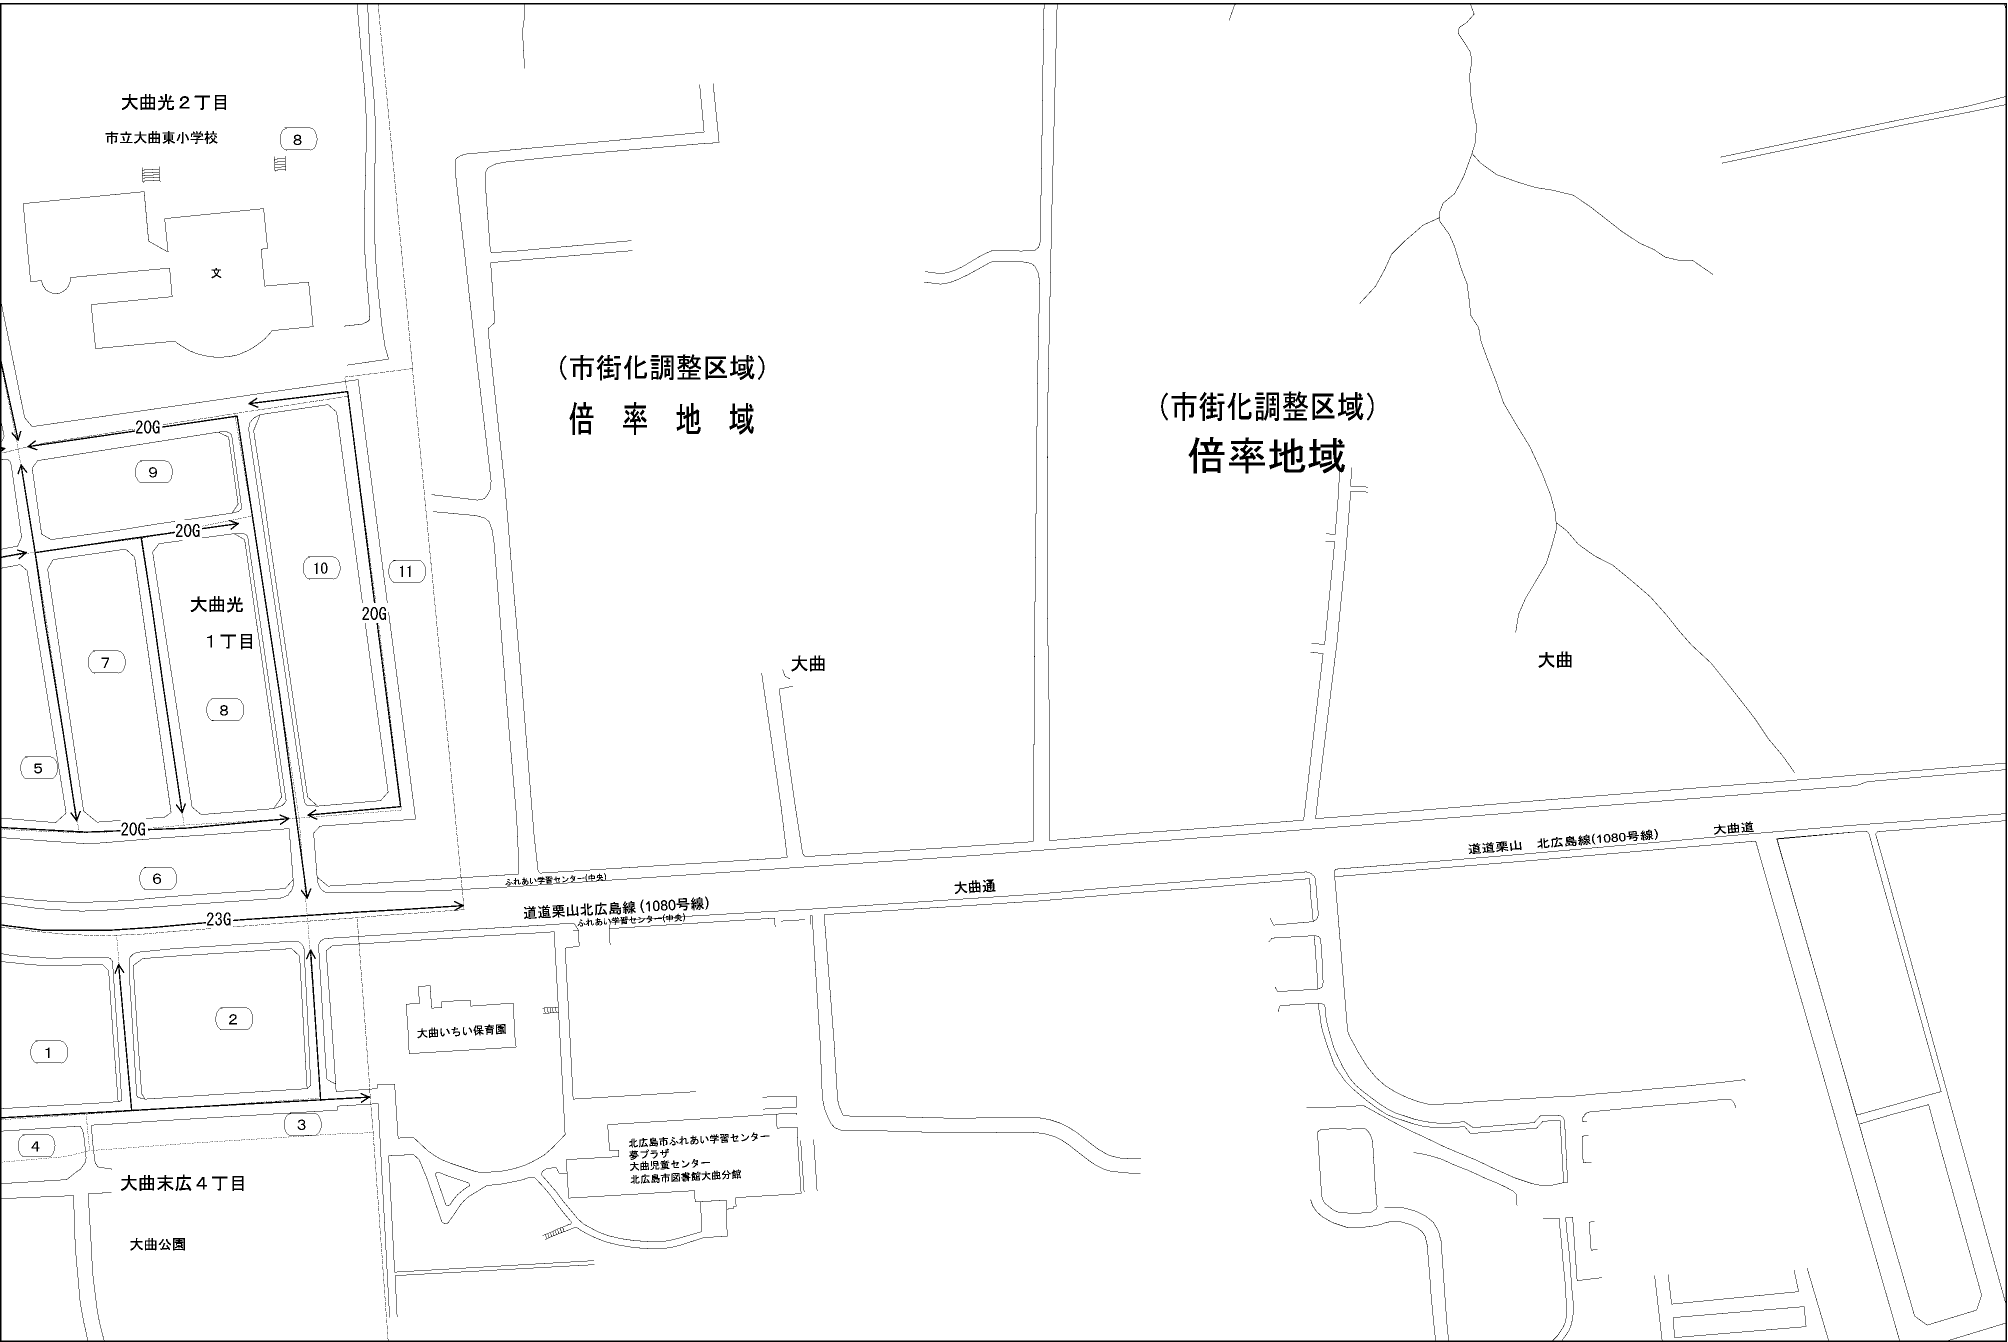 大曲光２丁目
市立大曲東小学校
8
文
（市街化調整区域）
倍率地域
（市街化調整区域）
倍率地域
20G
9
20G
10
11
大曲光
１丁目
20G
7
8
5
大曲
大曲
20G
6
23G
ふれあい学習センター(中央)
道道栗山北広島線(1080号線)
ふれあい学習センター(中央)
大曲通
道道栗山　北広島線(1080号線)
大曲道
2
1
大曲いちい保育園
3
4
大曲末広４丁目
大曲公園
北広島市ふれあい学習センター
夢プラザ
大曲児童センター
北広島市図書館大曲分館